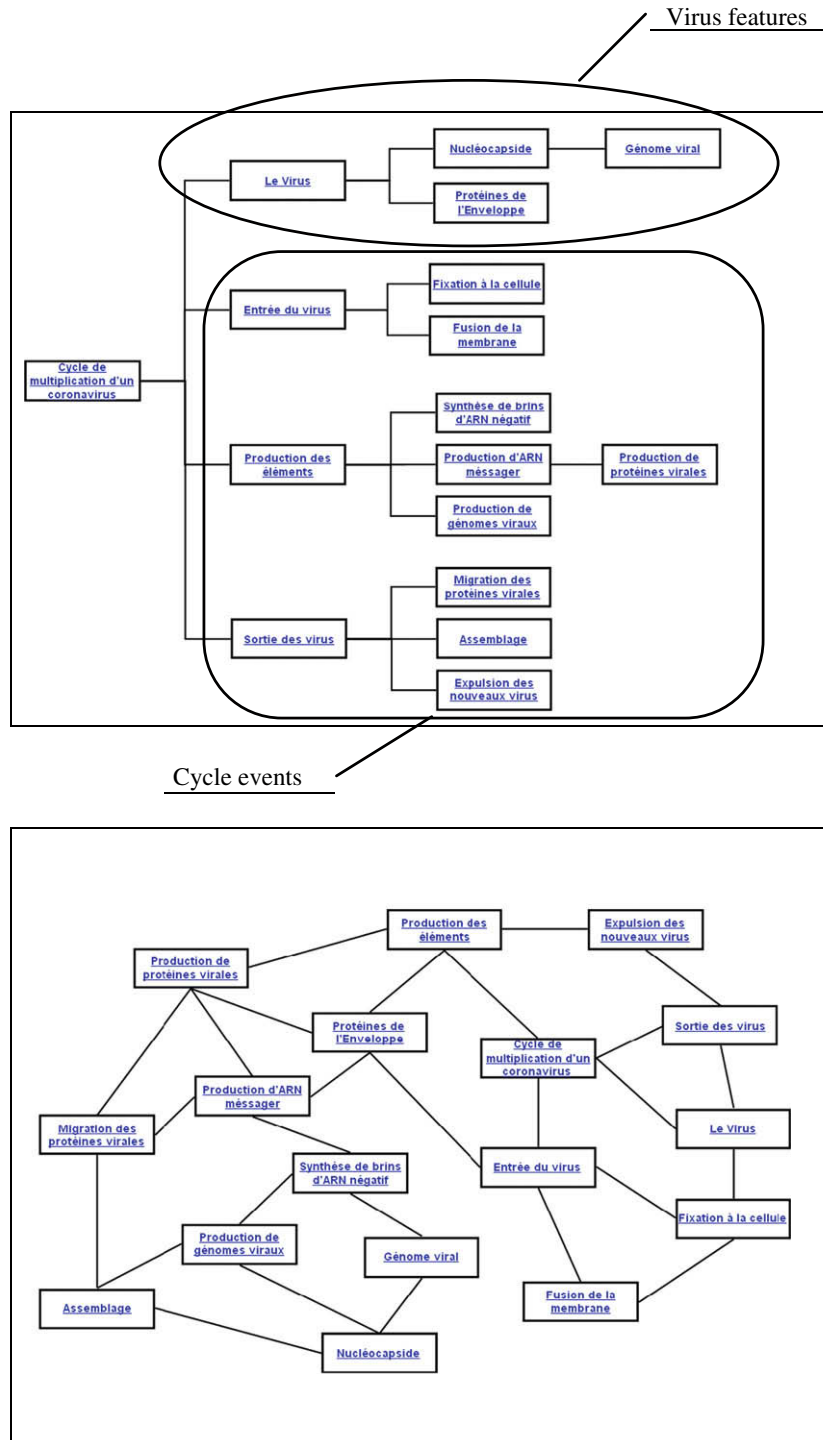 Virus features
Nucléocapside
Génome viral
Le Virus
Protéines de
l'Enveloppe
Fixation à la cellule
Entrée du virus
Fusion de la
membrane
Cycle de
multiplication d'un
coronavirus
Synthèse de brins
d'ARN négatif
Production des
éléments
Production d'ARN
méssager
Production de
protéines virales
Production de
génomes viraux
Migration des
protéines virales
Sortie des virus
Assemblage
Expulsion des
nouveaux virus
Cycle events
Production des
éléments
Expulsion des
nouveaux virus
Production de
protéines virales
Protéines de
l'Enveloppe
Sortie des virus
Cycle de
multiplication d'un
coronavirus
Production d'ARN
méssager
Migration des
protéines virales
Le Virus
Synthèse de brins
d'ARN négatif
Entrée du virus
Fixation à la cellule
Production de
génomes viraux
Génome viral
Assemblage
Fusion de la
membrane
Nucléocapside